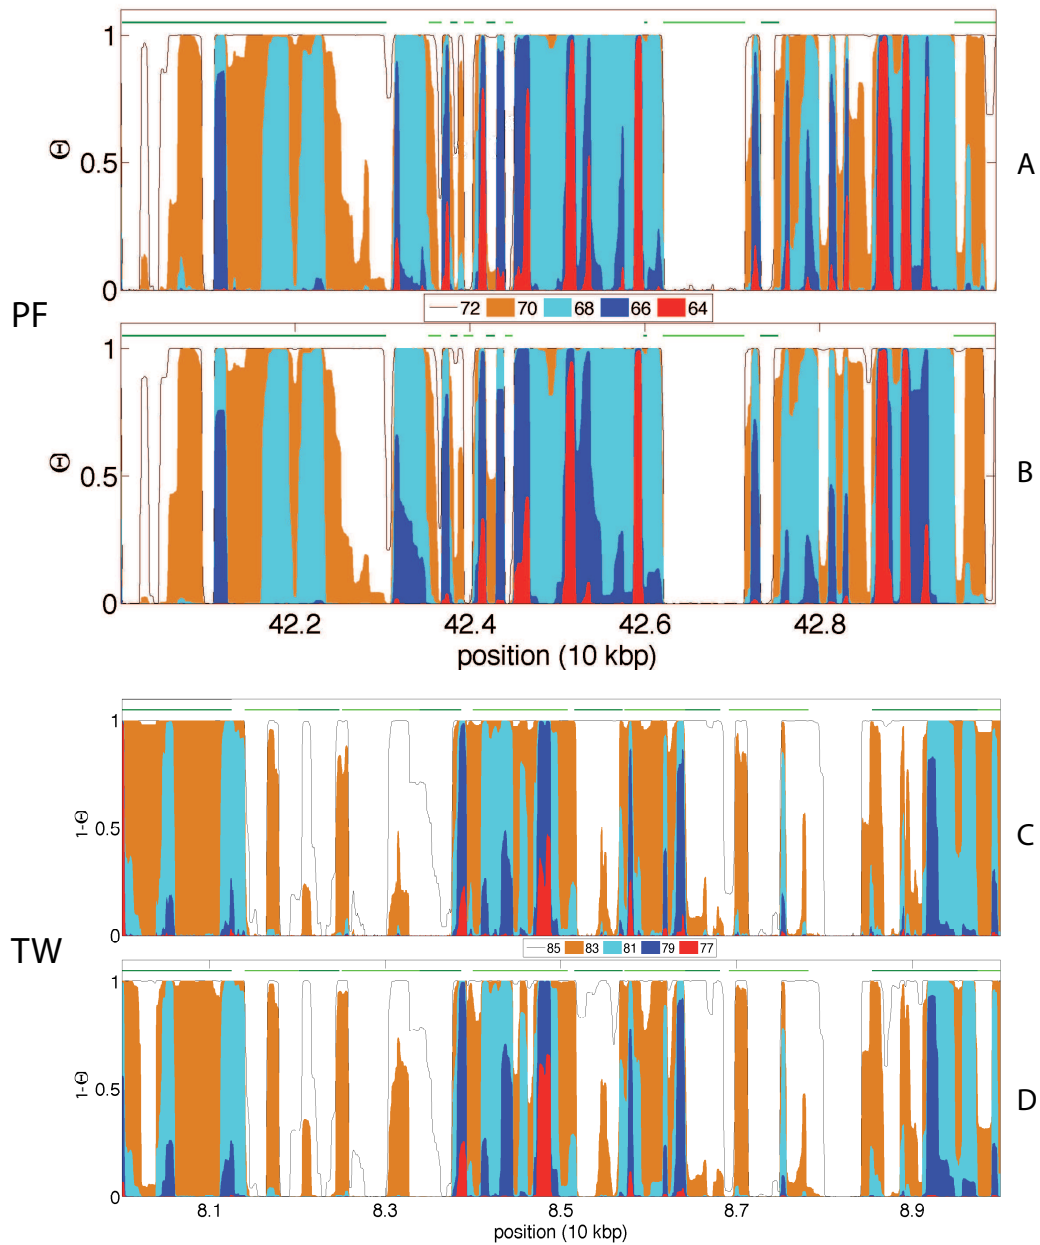 1
Θ 0.5 A
0
PF
72 70 68 66 64
1
Θ 0.5 B
0
42.2 42.4 42.6 42.8
position (10 kbp)
1
1-Θ 0.5 C
0
TW
85 83 81 79 77
1
1-Θ 0.5 D
0
8.1 8.3 8.5 8.7 8.9
position (10 kbp)